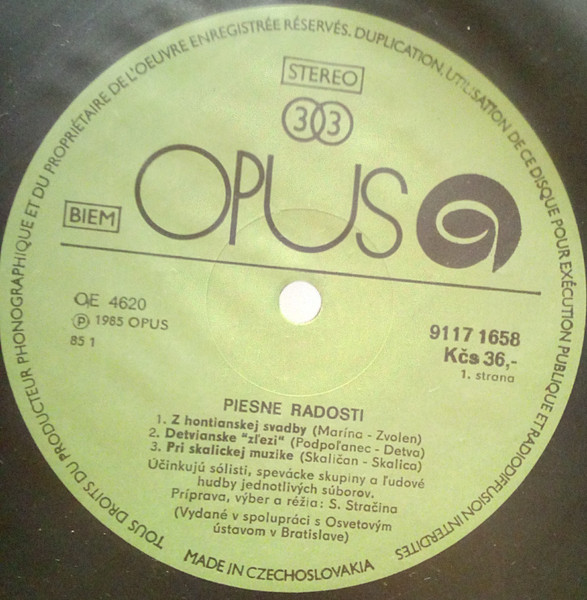 TOUS DROITS DU PRODUCTEUR PHONOGRAPHIQUE ET DU PROPRIÉTAIRE DE L'OEUVRE ENREGISTRÉE RÉSERVÉS. DUPLICATION, UTILISATION DE CE DISQUE POUR EXÉCUTION PUBLIQUE ET RADIODIFFUSION INTERDITES
STEREO
33
OPUS
BIEM
OE 4620
Ⓟ 1985 OPUS
85 1
9117 1658
Kčs 36,-
1. strana
PIESNE RADOSTI
1. Z hontianskej svadby (Marína - Zvolen)
2. Detvianske "zľezi" (Podpoľanec - Detva)
3. Pri skalickej muzike (Skaličan - Skalica)
Účinkujú sólisti, spevácke skupiny a ľudové
hudby jednotlivých súborov.
Príprava, výber a réžia: S. Stračina
(Vydané v spolupráci s Osvetovým
ústavom v Bratislave)
MADE IN CZECHOSLOVAKIA